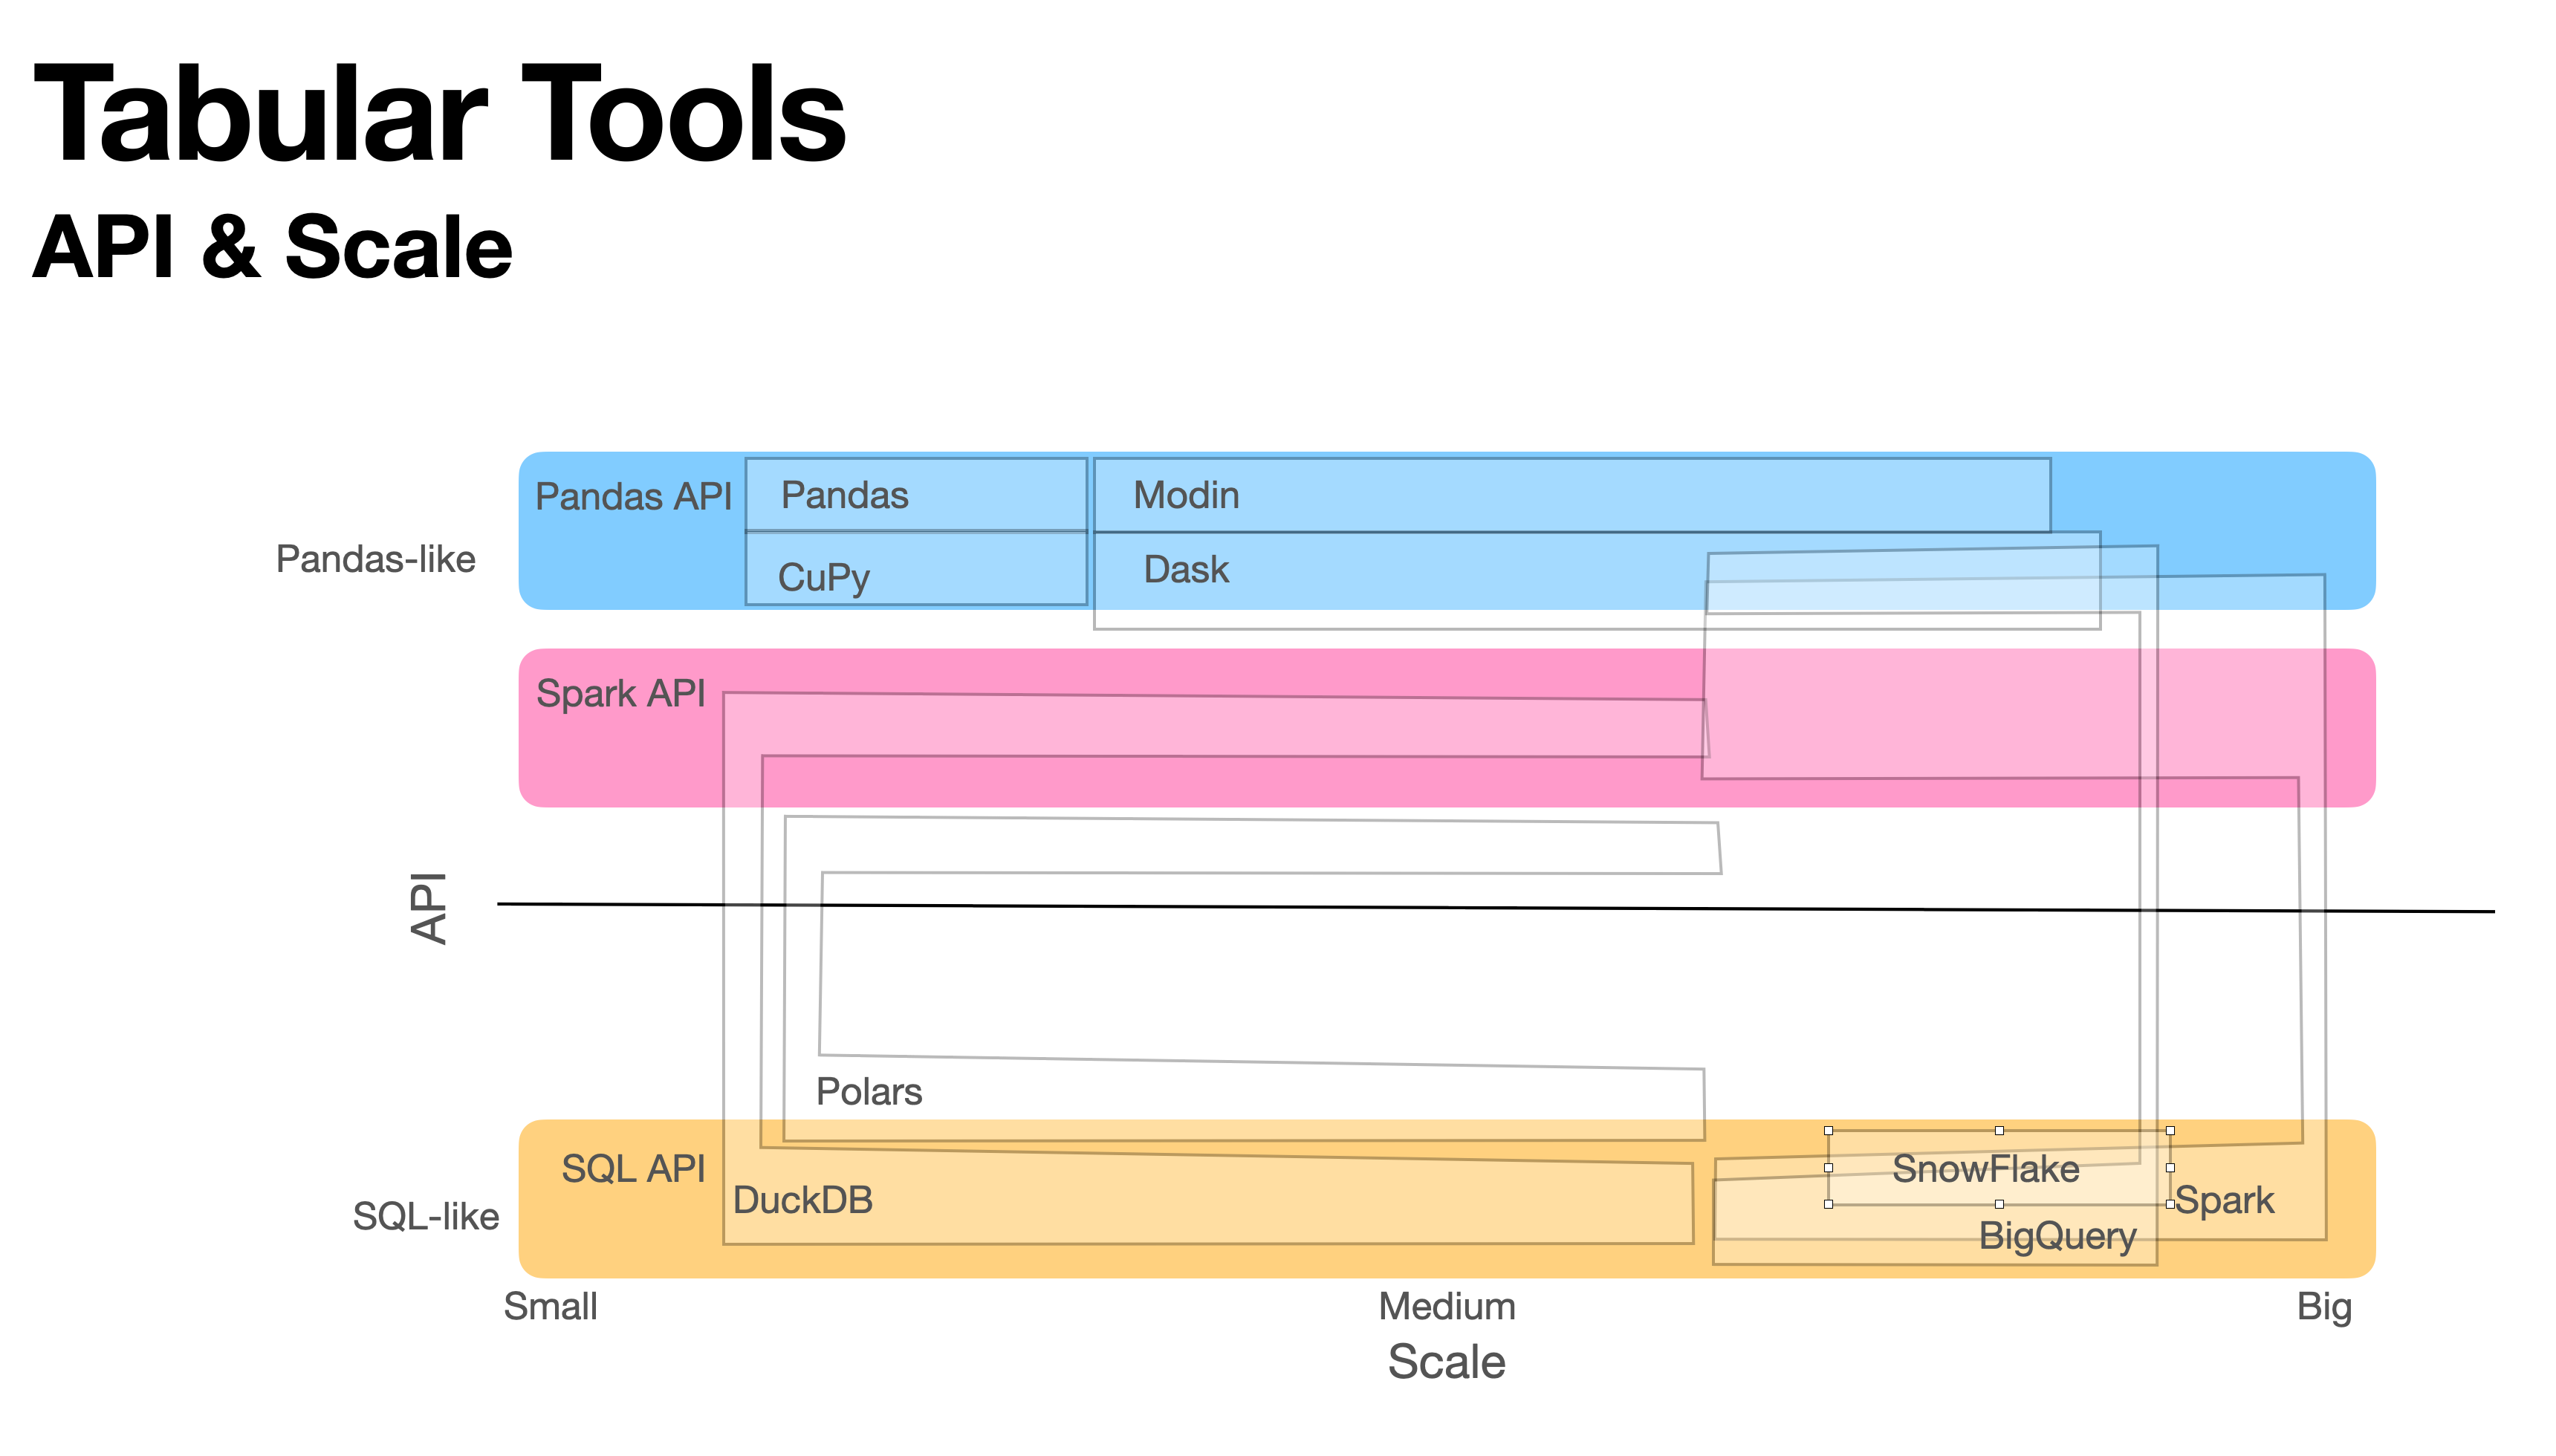 Tabular Tools
API & Scale
Pandas API
Pandas
Modin
Pandas-like
CuPy
Dask
Spark API
API
Polars
SQL API
SnowFlake
SQL-like
DuckDB
Spark
BigQuery
Small
Medium
Big
Scale